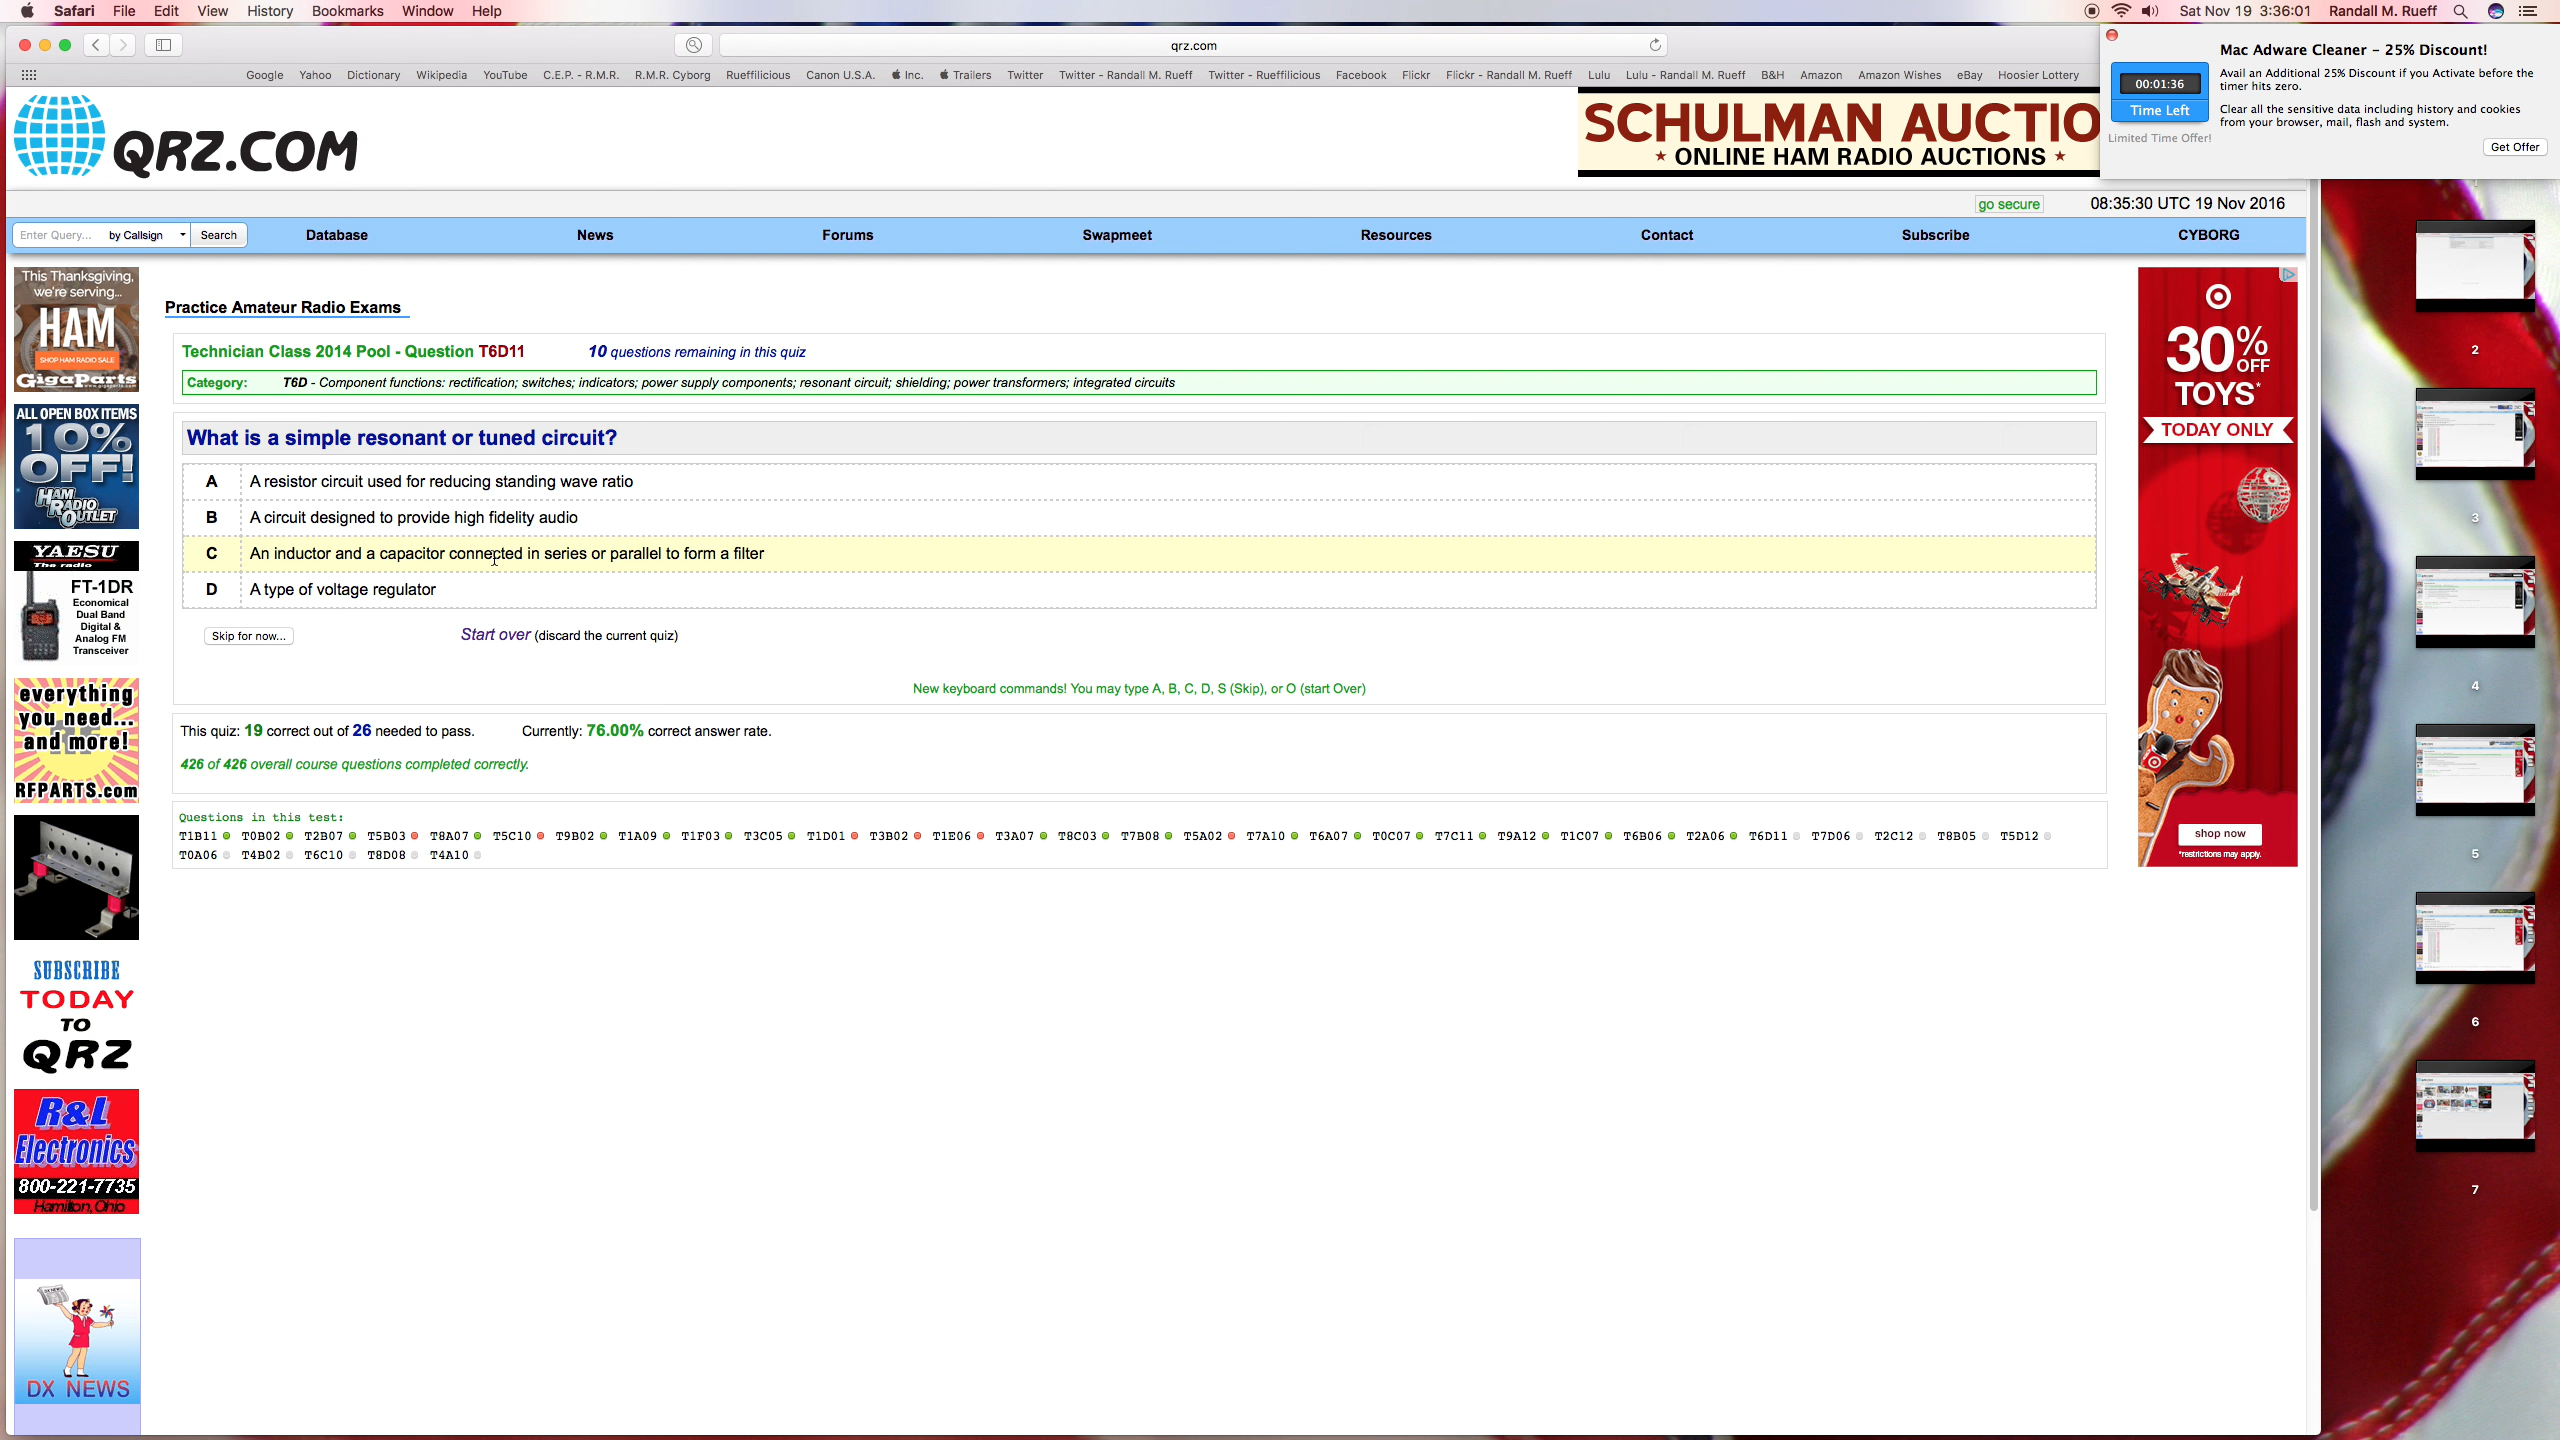 Safari File Edit View History Bookmarks Window Help
Sat Nov 19 3:36:01 Randall M. Rueff
qrz.com
Google Yahoo Dictionary Wikipedia YouTube C.E.P. - R.M.R. R.M.R. Cyborg Rueffilicious Canon U.S.A. Inc. Trailers Twitter Twitter - Randall M. Rueff Twitter - Rueffilicious Facebook Flickr Flickr - Randall M. Rueff Lulu Lulu - Randall M. Rueff B&H Amazon Amazon Wishes eBay Hoosier Lottery
Mac Adware Cleaner – 25% Discount!
Avail an Additional 25% Discount if you Activate before the
timer hits zero.
00:01:36
Time Left
Clear all the sensitive data including history and cookies
from your browser, mail, flash and system.
Limited Time Offer!
Get Offer
QRZ.COM
SCHULMAN AUCTIO
ONLINE HAM RADIO AUCTIONS
go secure 08:35:30 UTC 19 Nov 2016
Enter Query... by Callsign Search Database News Forums Swapmeet Resources Contact Subscribe CYBORG
This Thanksgiving,
we're serving...
HAM
SHOP HAM RADIO SALE
GigaParts
ALL OPEN BOX ITEMS
10%
OFF!
HAM
RADIO
OUTLET
YAESU
The radio
FT-1DR
Economical
Dual Band
Digital &
Analog FM
Transceiver
everything
you need...
and more!
RFPARTS.com
SUBSCRIBE
TODAY
TO
QRZ
R&L
Electronics
800-221-7735
Hamilton, Ohio
DX NEWS
Practice Amateur Radio Exams
Technician Class 2014 Pool - Question T6D11 10 questions remaining in this quiz
Category: T6D - Component functions: rectification; switches; indicators; power supply components; resonant circuit; shielding; power transformers; integrated circuits
What is a simple resonant or tuned circuit?
A A resistor circuit used for reducing standing wave ratio
B A circuit designed to provide high fidelity audio
C An inductor and a capacitor connected in series or parallel to form a filter
D A type of voltage regulator
Skip for now... Start over (discard the current quiz)
New keyboard commands! You may type A, B, C, D, S (Skip), or O (start Over)
This quiz: 19 correct out of 26 needed to pass. Currently: 76.00% correct answer rate.
426 of 426 overall course questions completed correctly.
Questions in this test:
T1B11 T0B02 T2B07 T5B03 T8A07 T5C10 T9B02 T1A09 T1F03 T3C05 T1D01 T3B02 T1E06 T3A07 T8C03 T7B08 T5A02 T7A10 T6A07 T0C07 T7C11 T9A12 T1C07 T6B06 T2A06 T6D11 T7D06 T2C12 T8B05 T5D12
T0A06 T4B02 T6C10 T8D08 T4A10
30%
OFF
TOYS*
TODAY ONLY
shop now
*restrictions may apply.
2
3
4
5
6
7